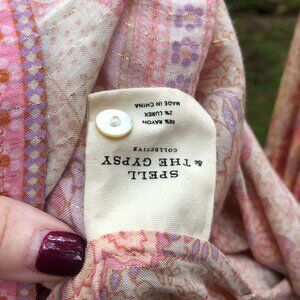 SPELL
& THE GYPSY
COLLECTIVE
98% RAYON
2% LUREX
MADE IN CHINA